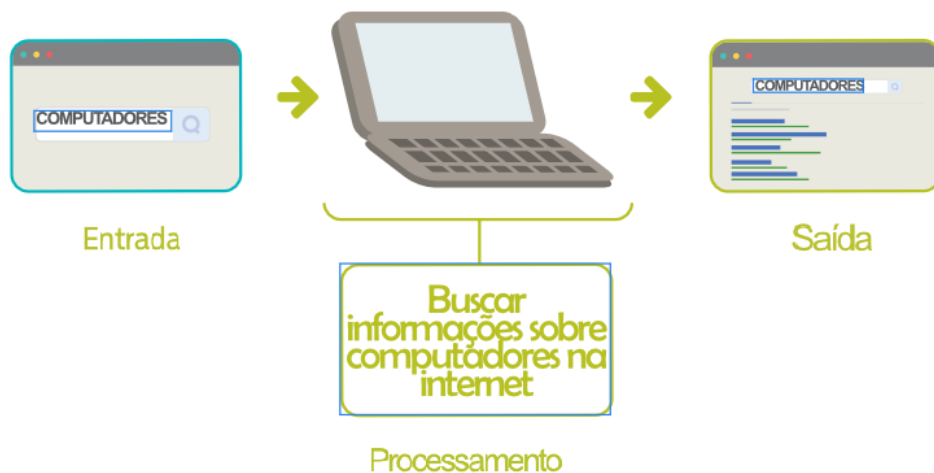 COMPUTADORES
COMPUTADORES
Entrada
Saída
Buscar
informações sobre
computadores na
internet
Processamento